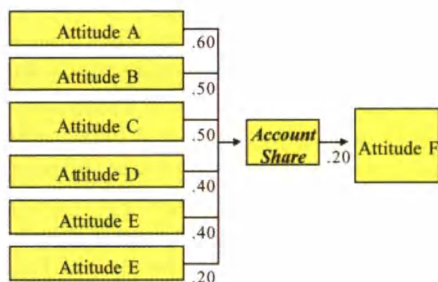 Attitude A
.60
Attitude B
.50
Attitude C
.50
Account
Share
.20
Attitude F
Attitude D
.40
Attitude E
.40
Attitude E
.20